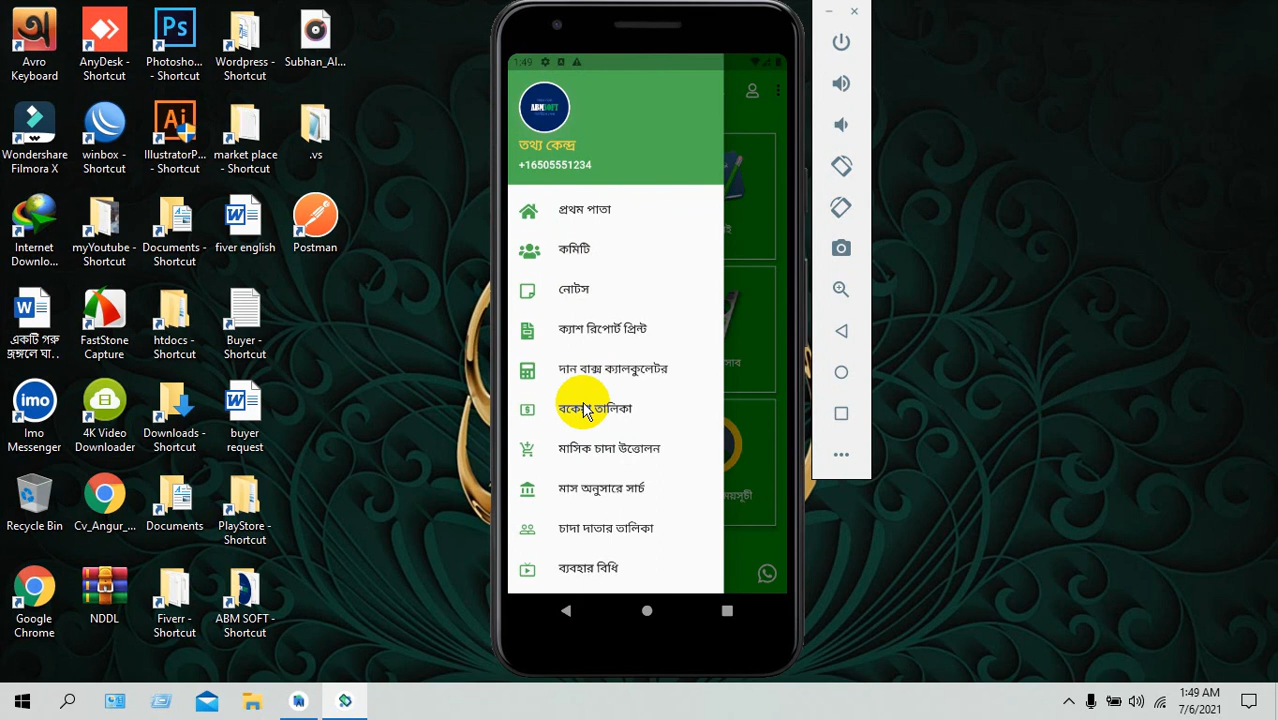 Avro
Keyboard
AnyDesk -
Shortcut
Ps
Photosho...
- Shortcut
Wordpress -
Shortcut
Subhan_Al...
Wondershare
Filmora X
winbox -
Shortcut
Ai
IllustratorP...
- Shortcut
market place
- Shortcut
.vs
Internet
Downlo...
myYoutube -
Shortcut
Documents -
Shortcut
fiver english
Postman
একটি গরু
জঙ্গলে ঘা...
FastStone
Capture
htdocs -
Shortcut
Buyer -
Shortcut
imo
Imo
Messenger
4K Video
Downloader
Downloads -
Shortcut
buyer
request
Recycle Bin
Cv_Angur_...
Documents
PlayStore -
Shortcut
Google
Chrome
NDDL
Fiverr -
Shortcut
ABM SOFT -
Shortcut
1:49
ABMSOFT
তথ্য কেন্দ্র
+16505551234
প্রথম পাতা
কমিটি
নোটস
ক্যাশ রিপোর্ট প্রিন্ট
দান বাক্স ক্যালকুলেটর
তালিকা
মাসিক চাদা উত্তোলন
মাস অনুসারে সার্চ
চাদা দাতার তালিকা
ব্যবহার বিধি
1:49 AM
7/6/2021